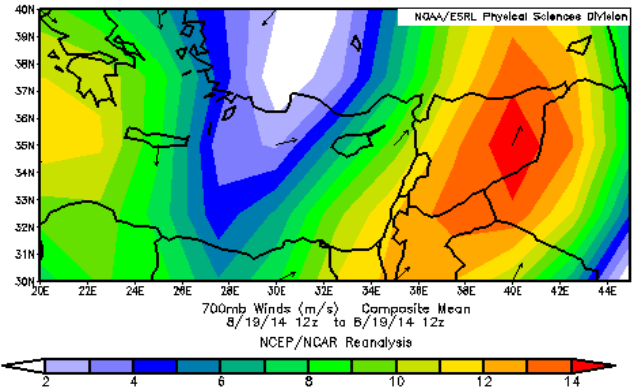 NOAA/ESRL Physical Sciences Division
40N
39N
38N
37N
36N
35N
34N
33N
32N
31N
30N
20E 22E 24E 26E 28E 30E 32E 34E 36E 38E 40E 42E 44E
700mb Winds (m/s) Composite Mean
8/19/14 12z to 8/19/14 12z
NCEP/NCAR Reanalysis
2 4 6 8 10 12 14